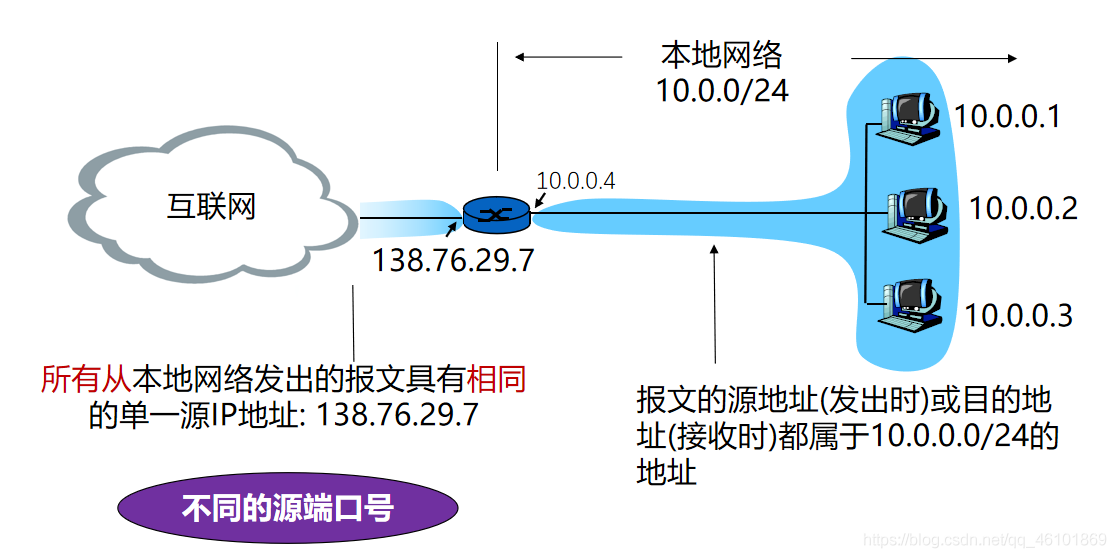 本地网络
10.0.0/24
10.0.0.1
10.0.0.4
互联网
10.0.0.2
138.76.29.7
10.0.0.3
所有从本地网络发出的报文具有相同
的单一源IP地址: 138.76.29.7
报文的源地址(发出时)或目的地
址(接收时)都属于10.0.0.0/24的
地址
不同的源端口号
https://blog.csdn.net/qq_46101869